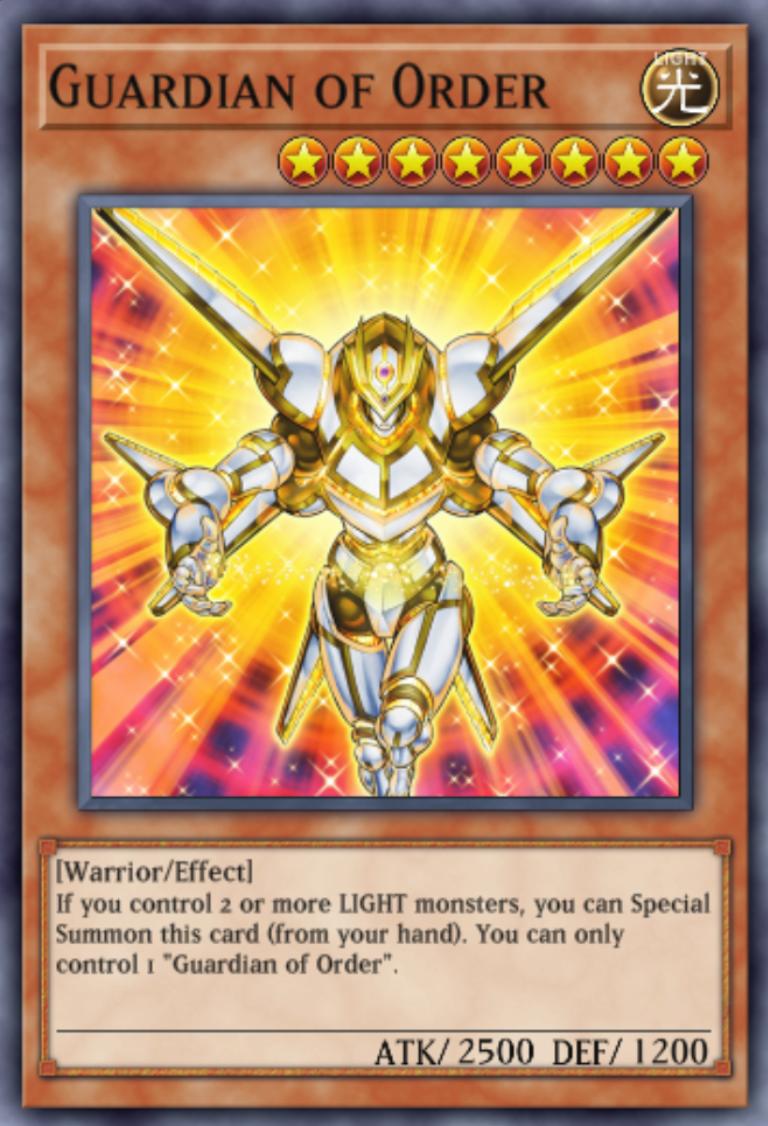 Guardian of Order
LIGHT
光
[Warrior/Effect]
If you control 2 or more LIGHT monsters, you can Special
Summon this card (from your hand). You can only
control 1 "Guardian of Order".
ATK/ 2500 DEF/ 1200